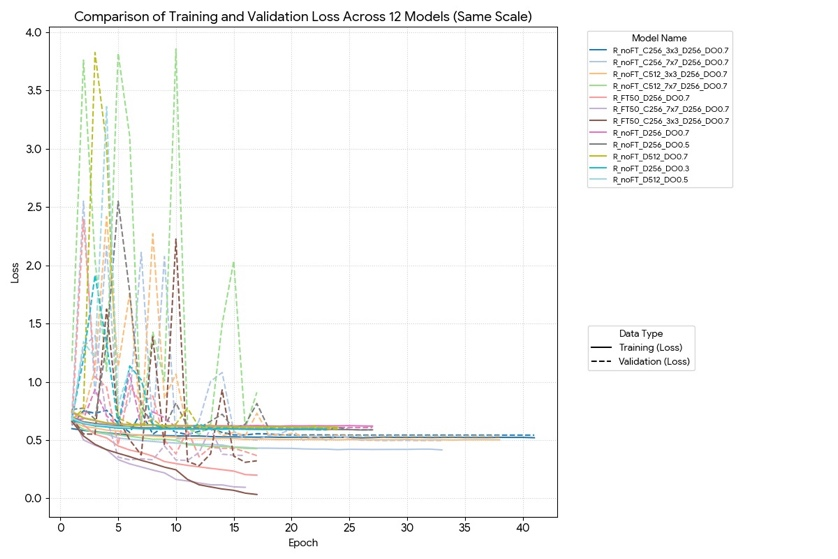 Comparison of Training and Validation Loss Across 12 Models (Same Scale)
4.0
3.5
3.0
2.5
2.0
1.5
1.0
0.5
0.0
Loss
0 5 10 15 20 25 30 35 40
Epoch
Model Name
R_noFT_C256_3x3_D256_DO0.7
R_noFT_C256_7x7_D256_DO0.7
R_noFT_C512_3x3_D256_DO0.7
R_noFT_C512_7x7_D256_DO0.7
R_FT50_D256_DO0.7
R_FT50_C256_7x7_D256_DO0.7
R_FT50_C256_3x3_D256_DO0.7
R_noFT_D256_DO0.7
R_noFT_D256_DO0.5
R_noFT_D512_DO0.7
R_noFT_D256_DO0.3
R_noFT_D512_DO0.5
Data Type
Training (Loss)
Validation (Loss)